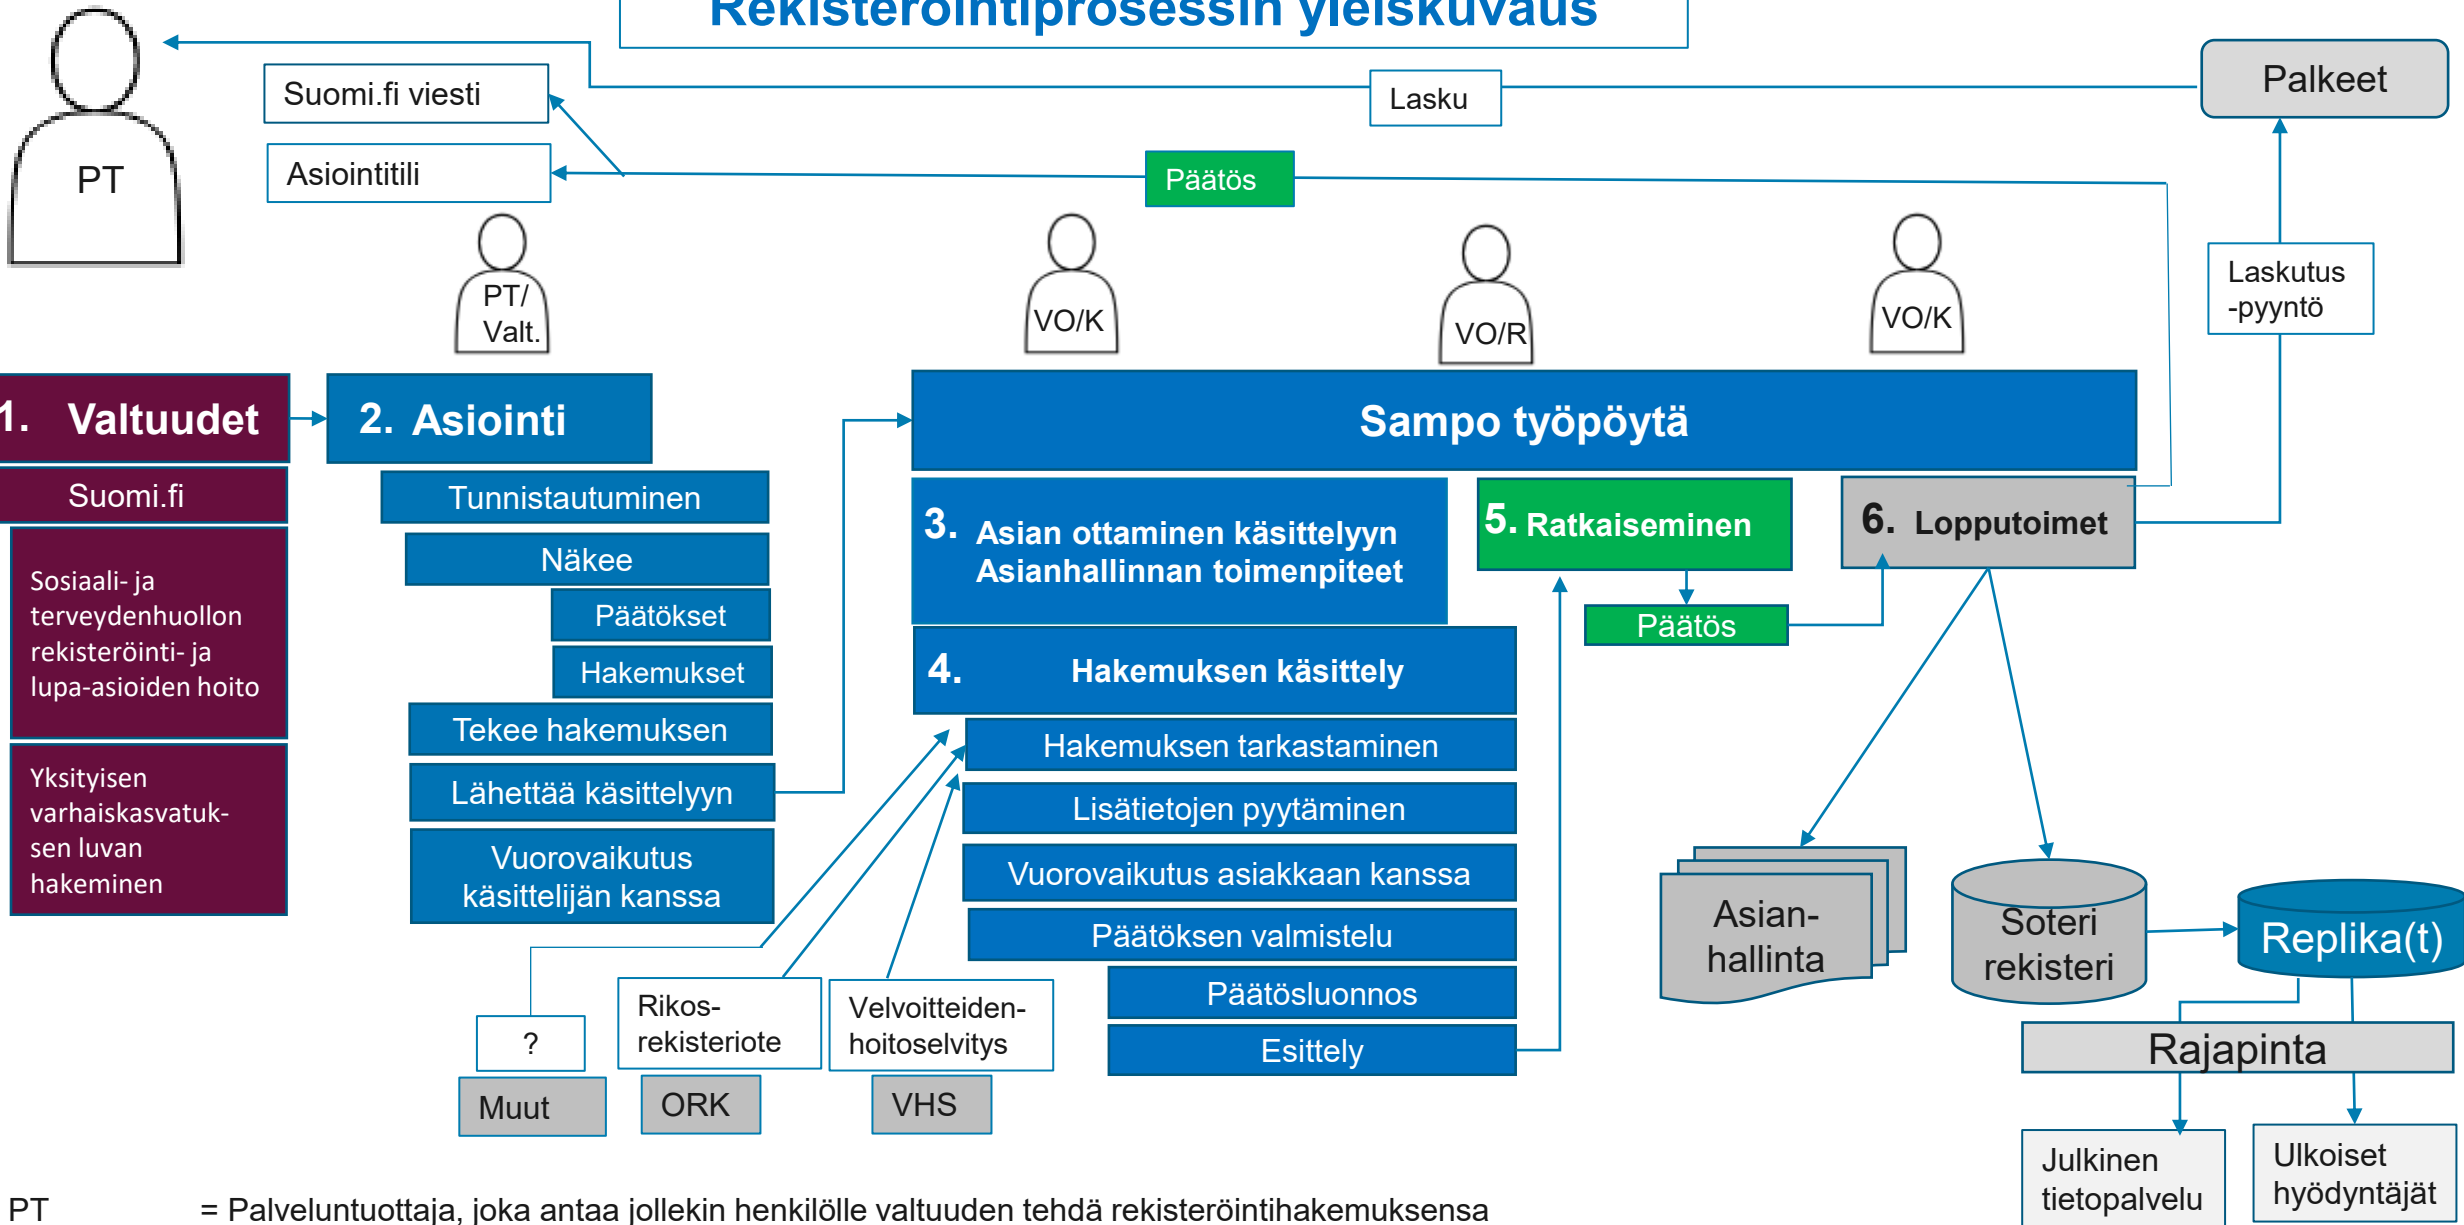 Rekisteröintiprosessin yleiskuvaus
PT
Suomi.fi viesti
Asiointitili
Lasku
Päätös
Palkeet
Laskutus
-pyyntö
PT/
Valt.
VO/K
VO/R
VO/K
1. Valtuudet
Suomi.fi
Sosiaali- ja
terveydenhuollon
rekisteröinti- ja
lupa-asioiden hoito
Yksityisen
varhaiskasvatuk-
sen luvan
hakeminen
2. Asiointi
Tunnistautuminen
Näkee
Päätökset
Hakemukset
Tekee hakemuksen
Lähettää käsittelyyn
Vuorovaikutus
käsittelijän kanssa
Sampo työpöytä
3. Asian ottaminen käsittelyyn
Asianhallinnan toimenpiteet
4. Hakemuksen käsittely
Hakemuksen tarkastaminen
Lisätietojen pyytäminen
Vuorovaikutus asiakkaan kanssa
Päätöksen valmistelu
Päätösluonnos
Esittely
5. Ratkaiseminen
Päätös
6. Lopputoimet
?
Muut
Rikos-
rekisteriote
ORK
Velvoitteiden-
hoitoselvitys
VHS
Asian-
hallinta
Soteri
rekisteri
Replika(t)
Rajapinta
Julkinen
tietopalvelu
Ulkoiset
hyödyntäjät
PT = Palveluntuottaja, joka antaa jollekin henkilölle valtuuden tehdä rekisteröintihakemuksensa